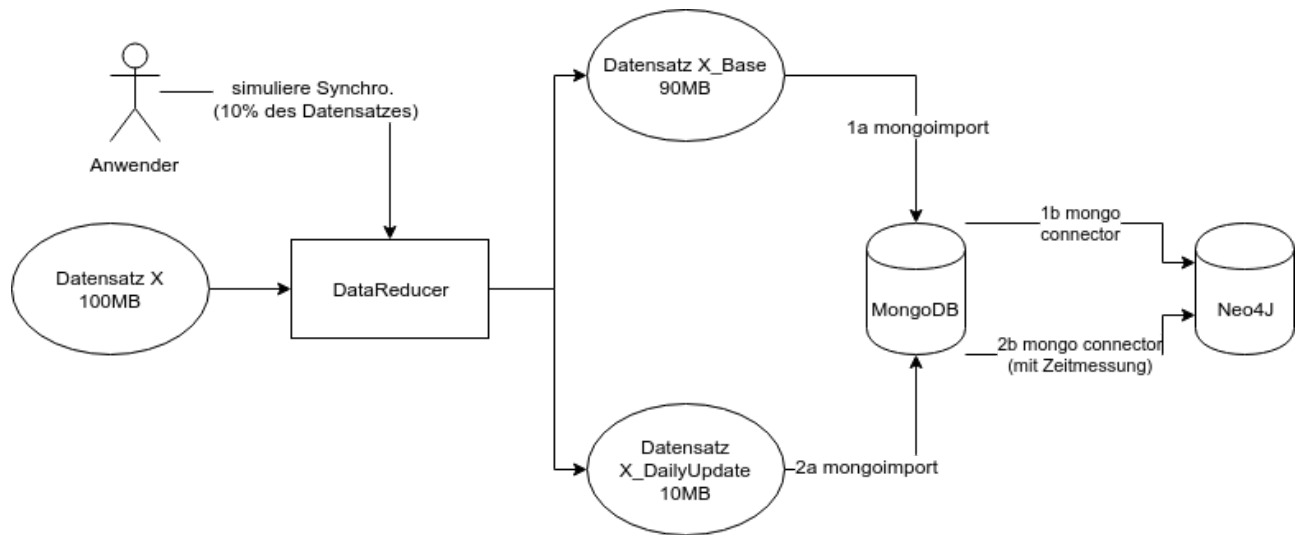 Datensatz X_Base
90MB
simuliere Synchro.
(10% des Datensatzes)
1a mongoimport
Anwender
1b mongo
connector
Datensatz X
100MB
DataReducer
MongoDB
Neo4J
2b mongo connector
(mit Zeitmessung)
Datensatz
X_DailyUpdate
10MB
2a mongoimport